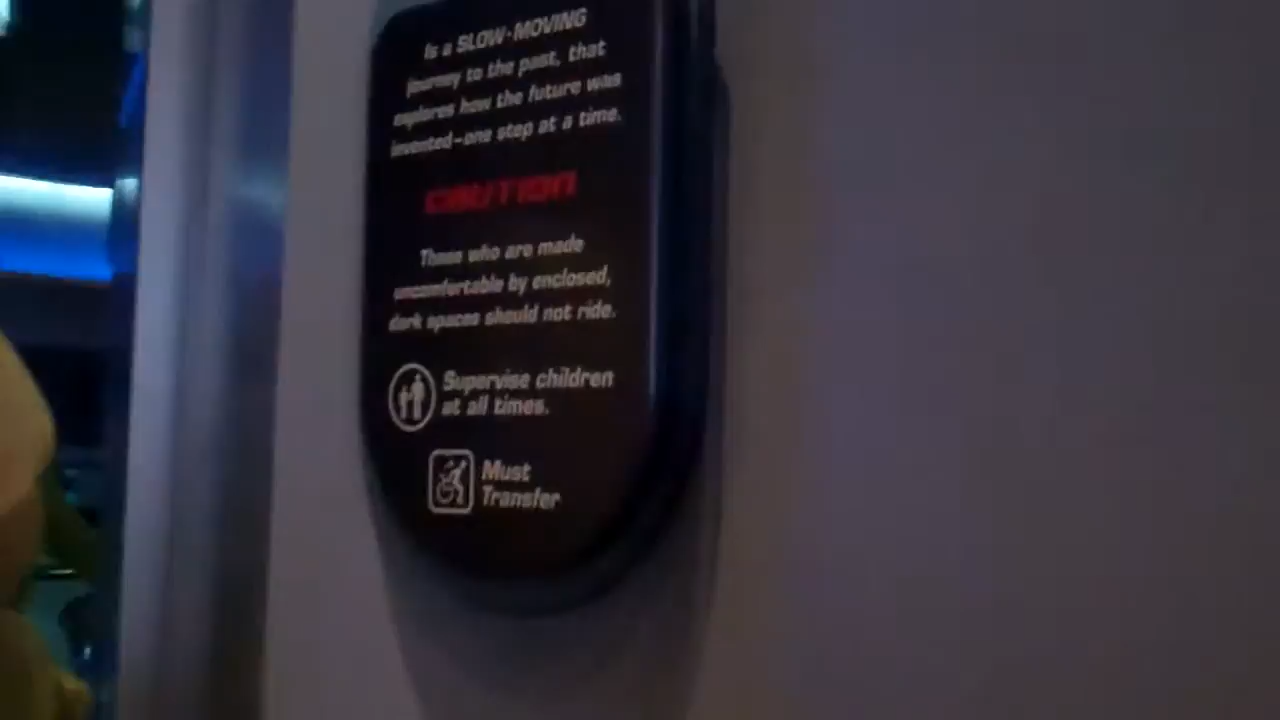 Is a SLOW-MOVING
journey to the past, that
explores how the future was
invented-one step at a time.
CAUTION
Those who are made
uncomfortable by enclosed,
dark spaces should not ride.
Supervise children
at all times.
Must
Transfer